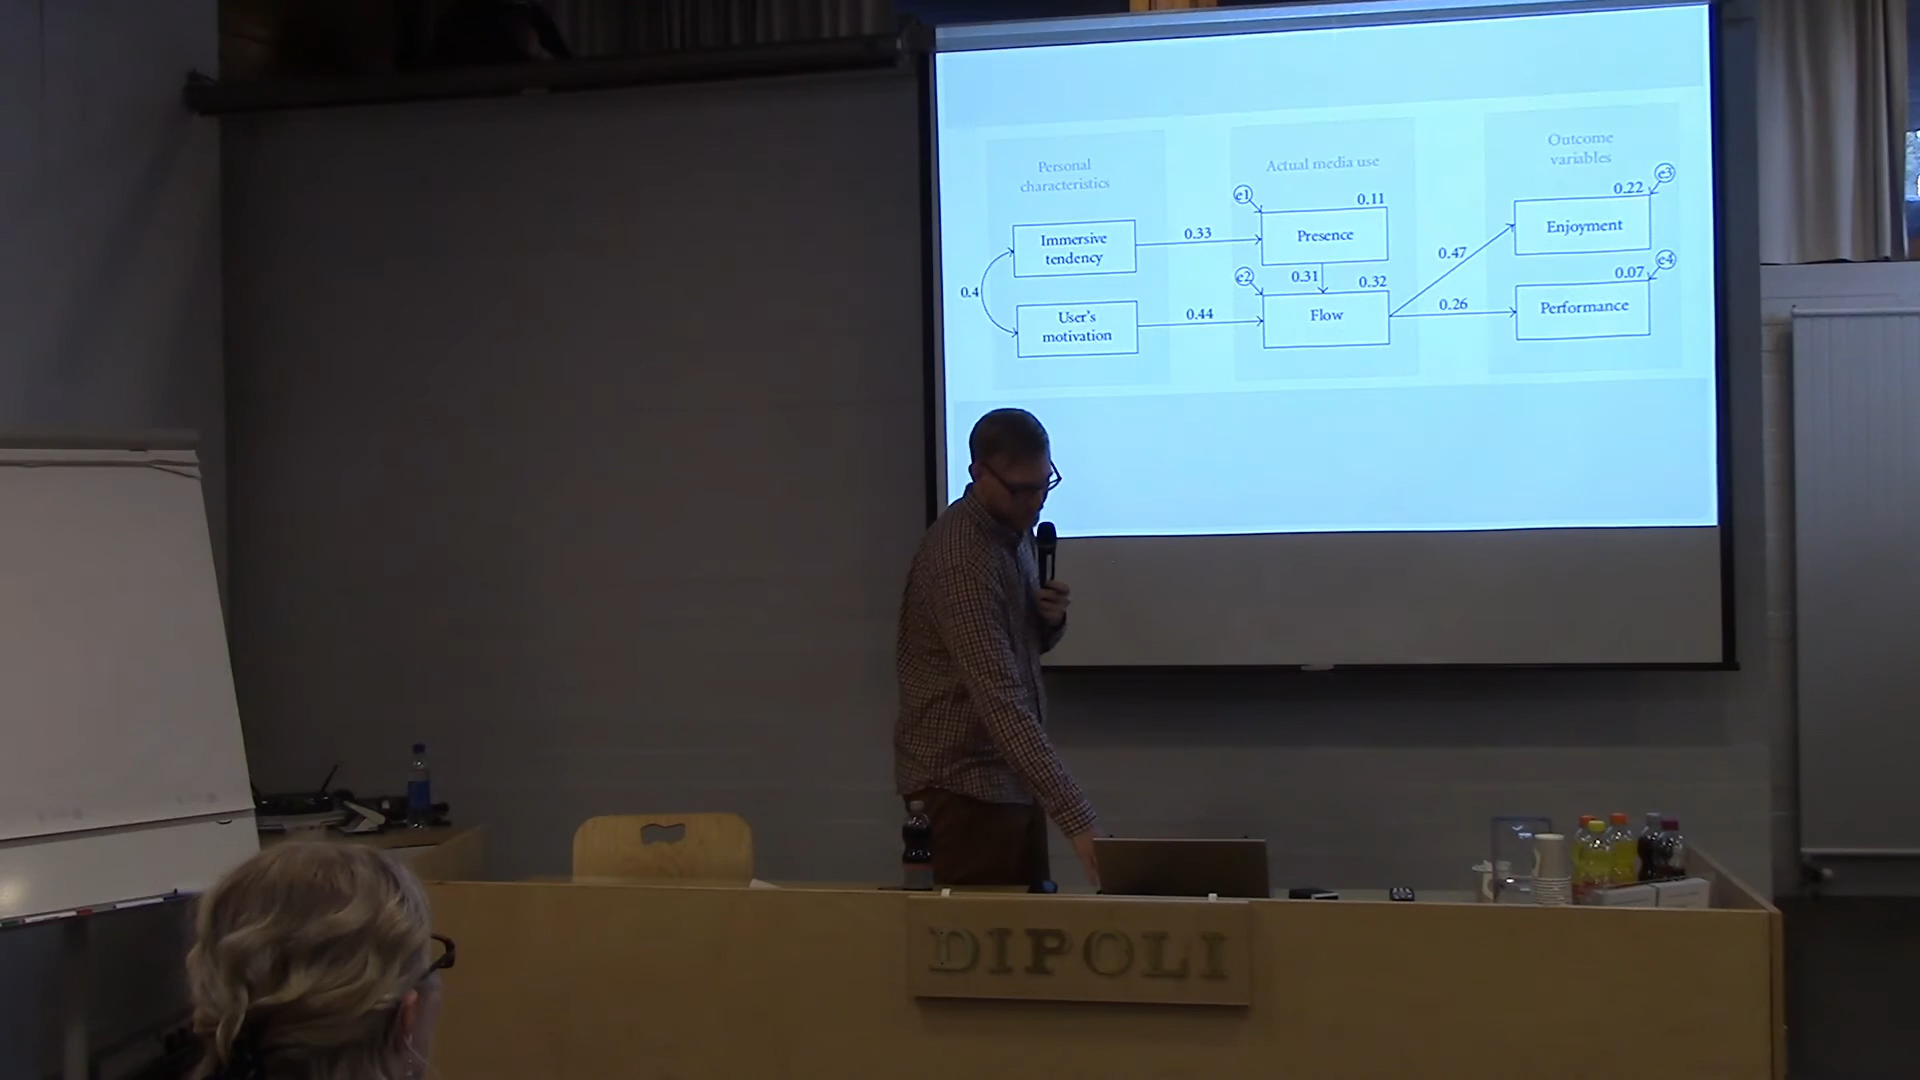 Personal
characteristics
Actual media use
Outcome
variables
Immersive
tendency
User's
motivation
0.4
0.33
0.44
e1
0.11
Presence
e2
0.31
0.32
Flow
0.47
0.26
e3
0.22
Enjoyment
e4
0.07
Performance
DIPOLI